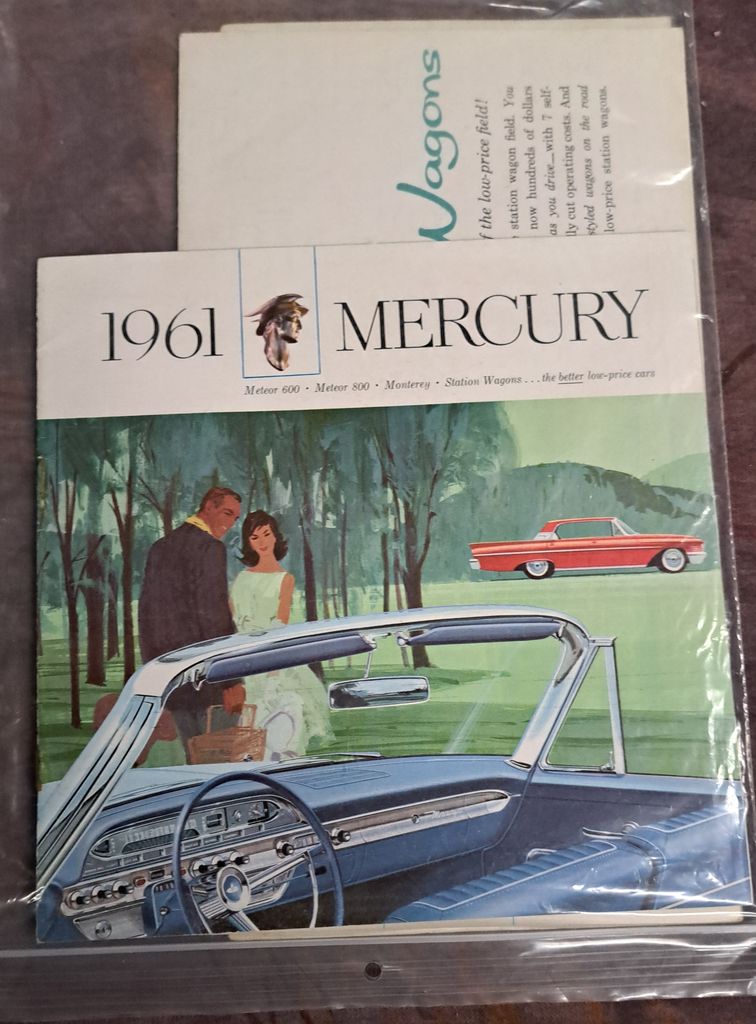 Wagons
f the low-price field!
station wagon field. You
now hundreds of dollars
as you drive—with 7 self-
ly cut operating costs. And
styled wagons on the road
low-price station wagons.
1961 MERCURY
Meteor 600 • Meteor 800 • Monterey • Station Wagons . . . the better low-price cars